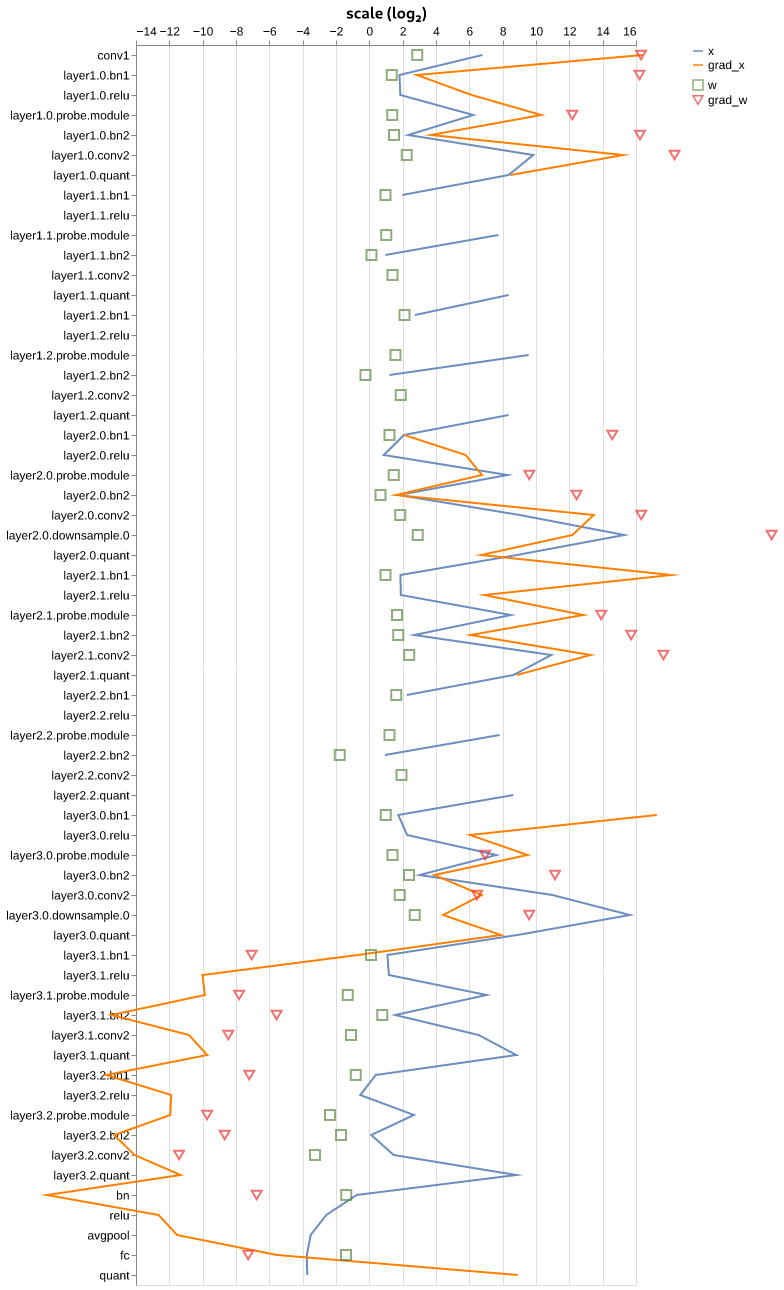 scale (log₂)
−14 −12 −10 −8 −6 −4 −2 0 2 4 6 8 10 12 14 16
x
grad_x
w
grad_w
conv1
layer1.0.bn1
layer1.0.relu
layer1.0.probe.module
layer1.0.bn2
layer1.0.conv2
layer1.0.quant
layer1.1.bn1
layer1.1.relu
layer1.1.probe.module
layer1.1.bn2
layer1.1.conv2
layer1.1.quant
layer1.2.bn1
layer1.2.relu
layer1.2.probe.module
layer1.2.bn2
layer1.2.conv2
layer1.2.quant
layer2.0.bn1
layer2.0.relu
layer2.0.probe.module
layer2.0.bn2
layer2.0.conv2
layer2.0.downsample.0
layer2.0.quant
layer2.1.bn1
layer2.1.relu
layer2.1.probe.module
layer2.1.bn2
layer2.1.conv2
layer2.1.quant
layer2.2.bn1
layer2.2.relu
layer2.2.probe.module
layer2.2.bn2
layer2.2.conv2
layer2.2.quant
layer3.0.bn1
layer3.0.relu
layer3.0.probe.module
layer3.0.bn2
layer3.0.conv2
layer3.0.downsample.0
layer3.0.quant
layer3.1.bn1
layer3.1.relu
layer3.1.probe.module
layer3.1.bn2
layer3.1.conv2
layer3.1.quant
layer3.2.bn1
layer3.2.relu
layer3.2.probe.module
layer3.2.bn2
layer3.2.conv2
layer3.2.quant
bn
relu
avgpool
fc
quant